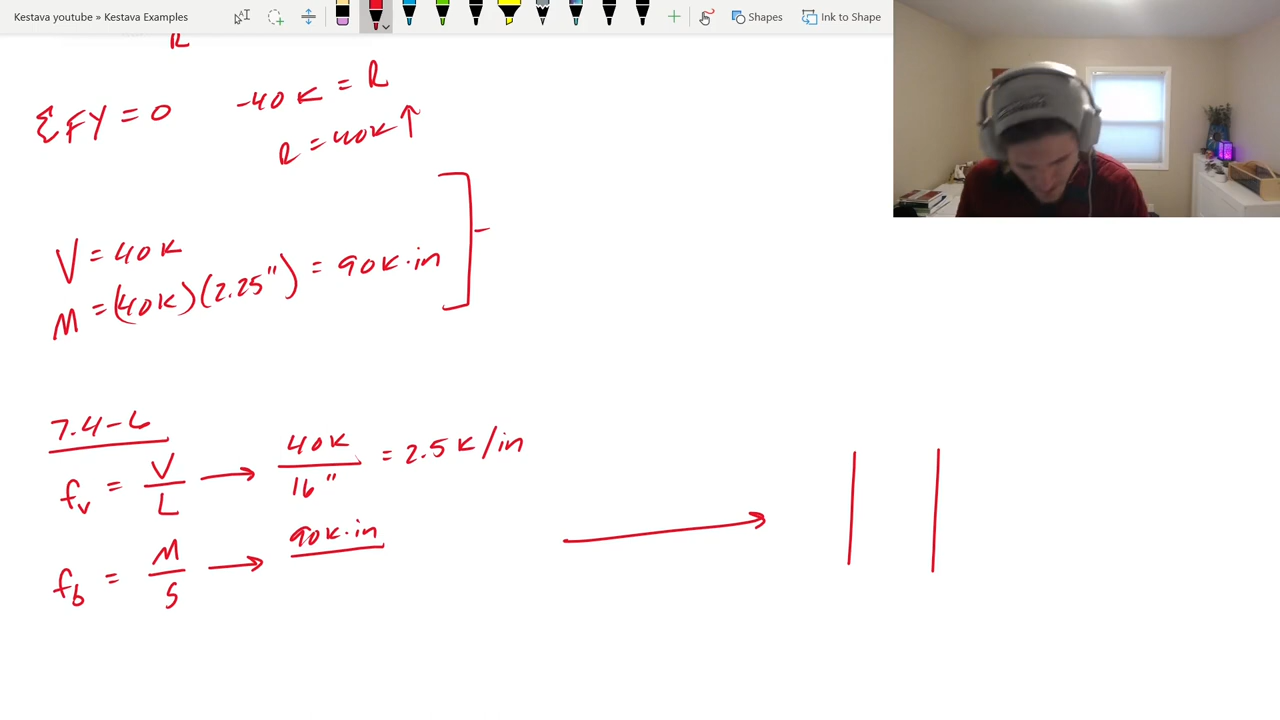 Kestava youtube » Kestava Examples
Shapes
Ink to Shape
R
ΣFY = 0
-40K = R
R = 40K ↑
V = 40K
M = (40K)(2.25") = 90K·in
7.4-6
fv = V/L → 40K/16" = 2.5 K/in
fb = M/S → 90K·in